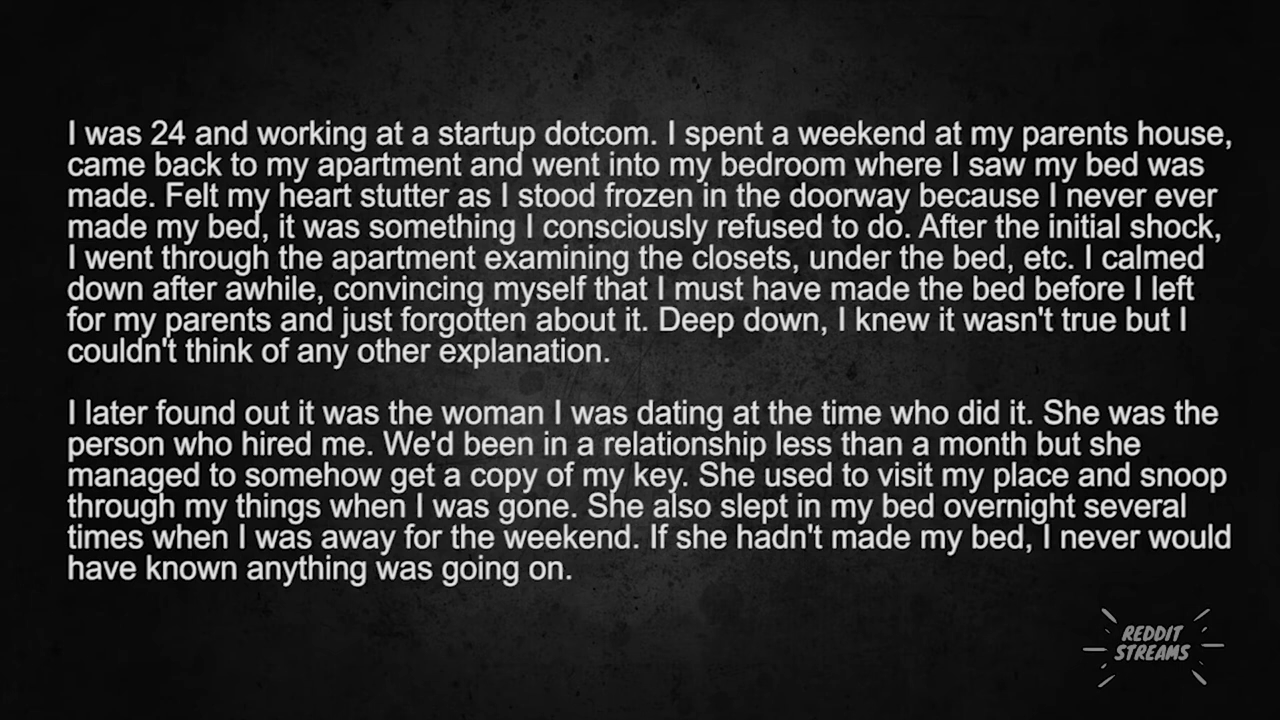 I was 24 and working at a startup dotcom. I spent a weekend at my parents house,
came back to my apartment and went into my bedroom where I saw my bed was
made. Felt my heart stutter as I stood frozen in the doorway because I never ever
made my bed, it was something I consciously refused to do. After the initial shock,
I went through the apartment examining the closets, under the bed, etc. I calmed
down after awhile, convincing myself that I must have made the bed before I left
for my parents and just forgotten about it. Deep down, I knew it wasn't true but I
couldn't think of any other explanation.

I later found out it was the woman I was dating at the time who did it. She was the
person who hired me. We'd been in a relationship less than a month but she
managed to somehow get a copy of my key. She used to visit my place and snoop
through my things when I was gone. She also slept in my bed overnight several
times when I was away for the weekend. If she hadn't made my bed, I never would
have known anything was going on.

REDDIT
STREAMS